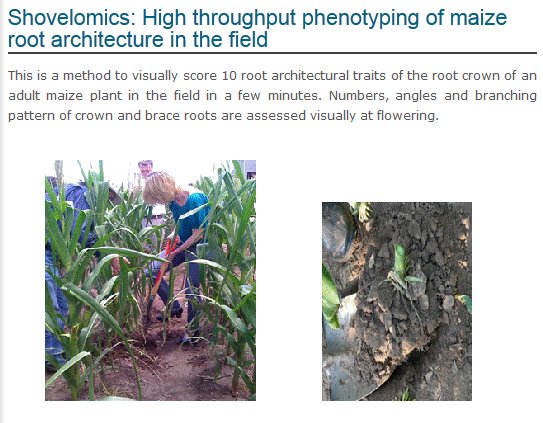 Shovelomics: High throughput phenotyping of maize
root architecture in the field
This is a method to visually score 10 root architectural traits of the root crown of an
adult maize plant in the field in a few minutes. Numbers, angles and branching
pattern of crown and brace roots are assessed visually at flowering.